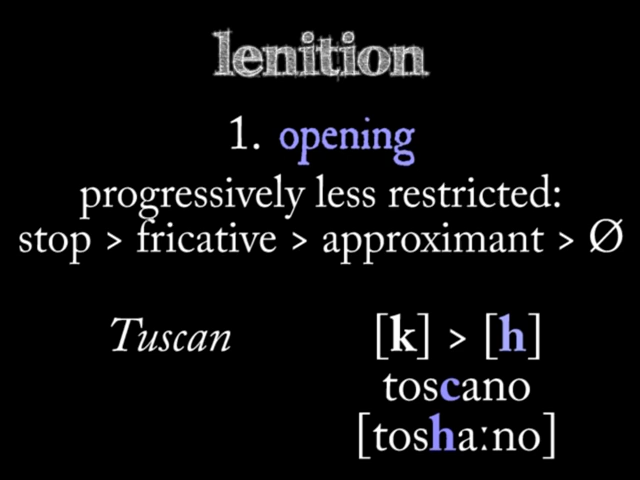 lenition
1. opening
progressively less restricted:
stop > fricative > approximant > Ø
Tuscan [k] > [h]
toscano
[toshaːno]